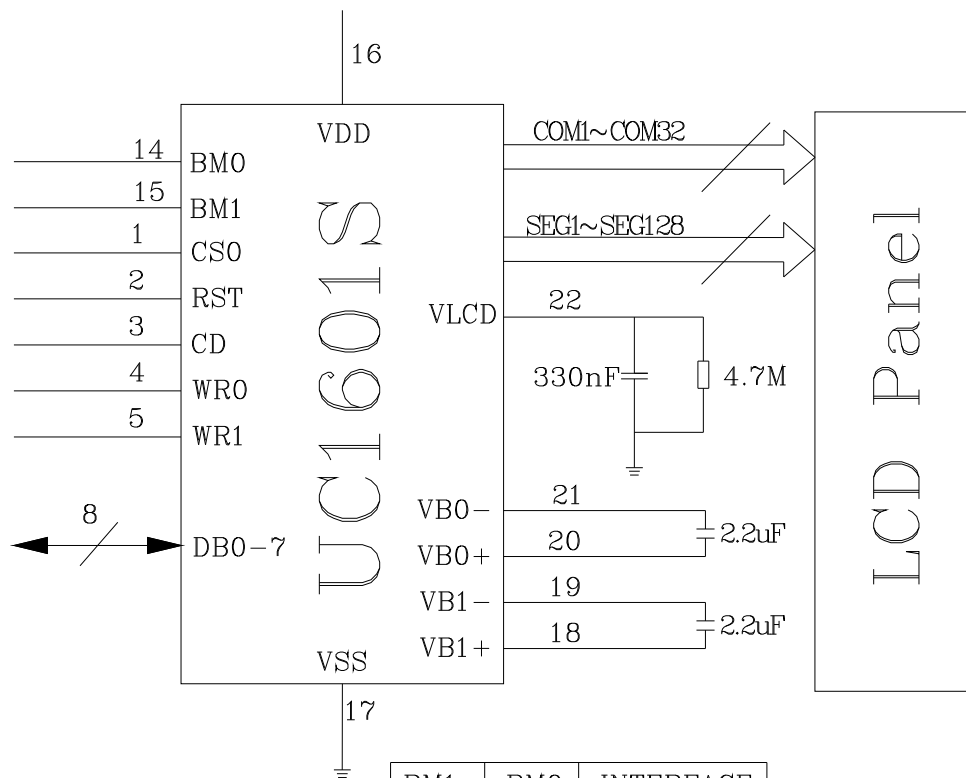 16
VDD
COM1~COM32
14
BM0
15
BM1
SEG1~SEG128
1
CS0
2
RST
22
VLCD
3
CD
330nF
4.7M
4
WR0
5
WR1
UC1601S
LCD Panel
21
VB0-
8
2.2uF
DB0-7
20
VB0+
19
VB1-
2.2uF
18
VB1+
VSS
17
BM1 BM0 INTERFACE